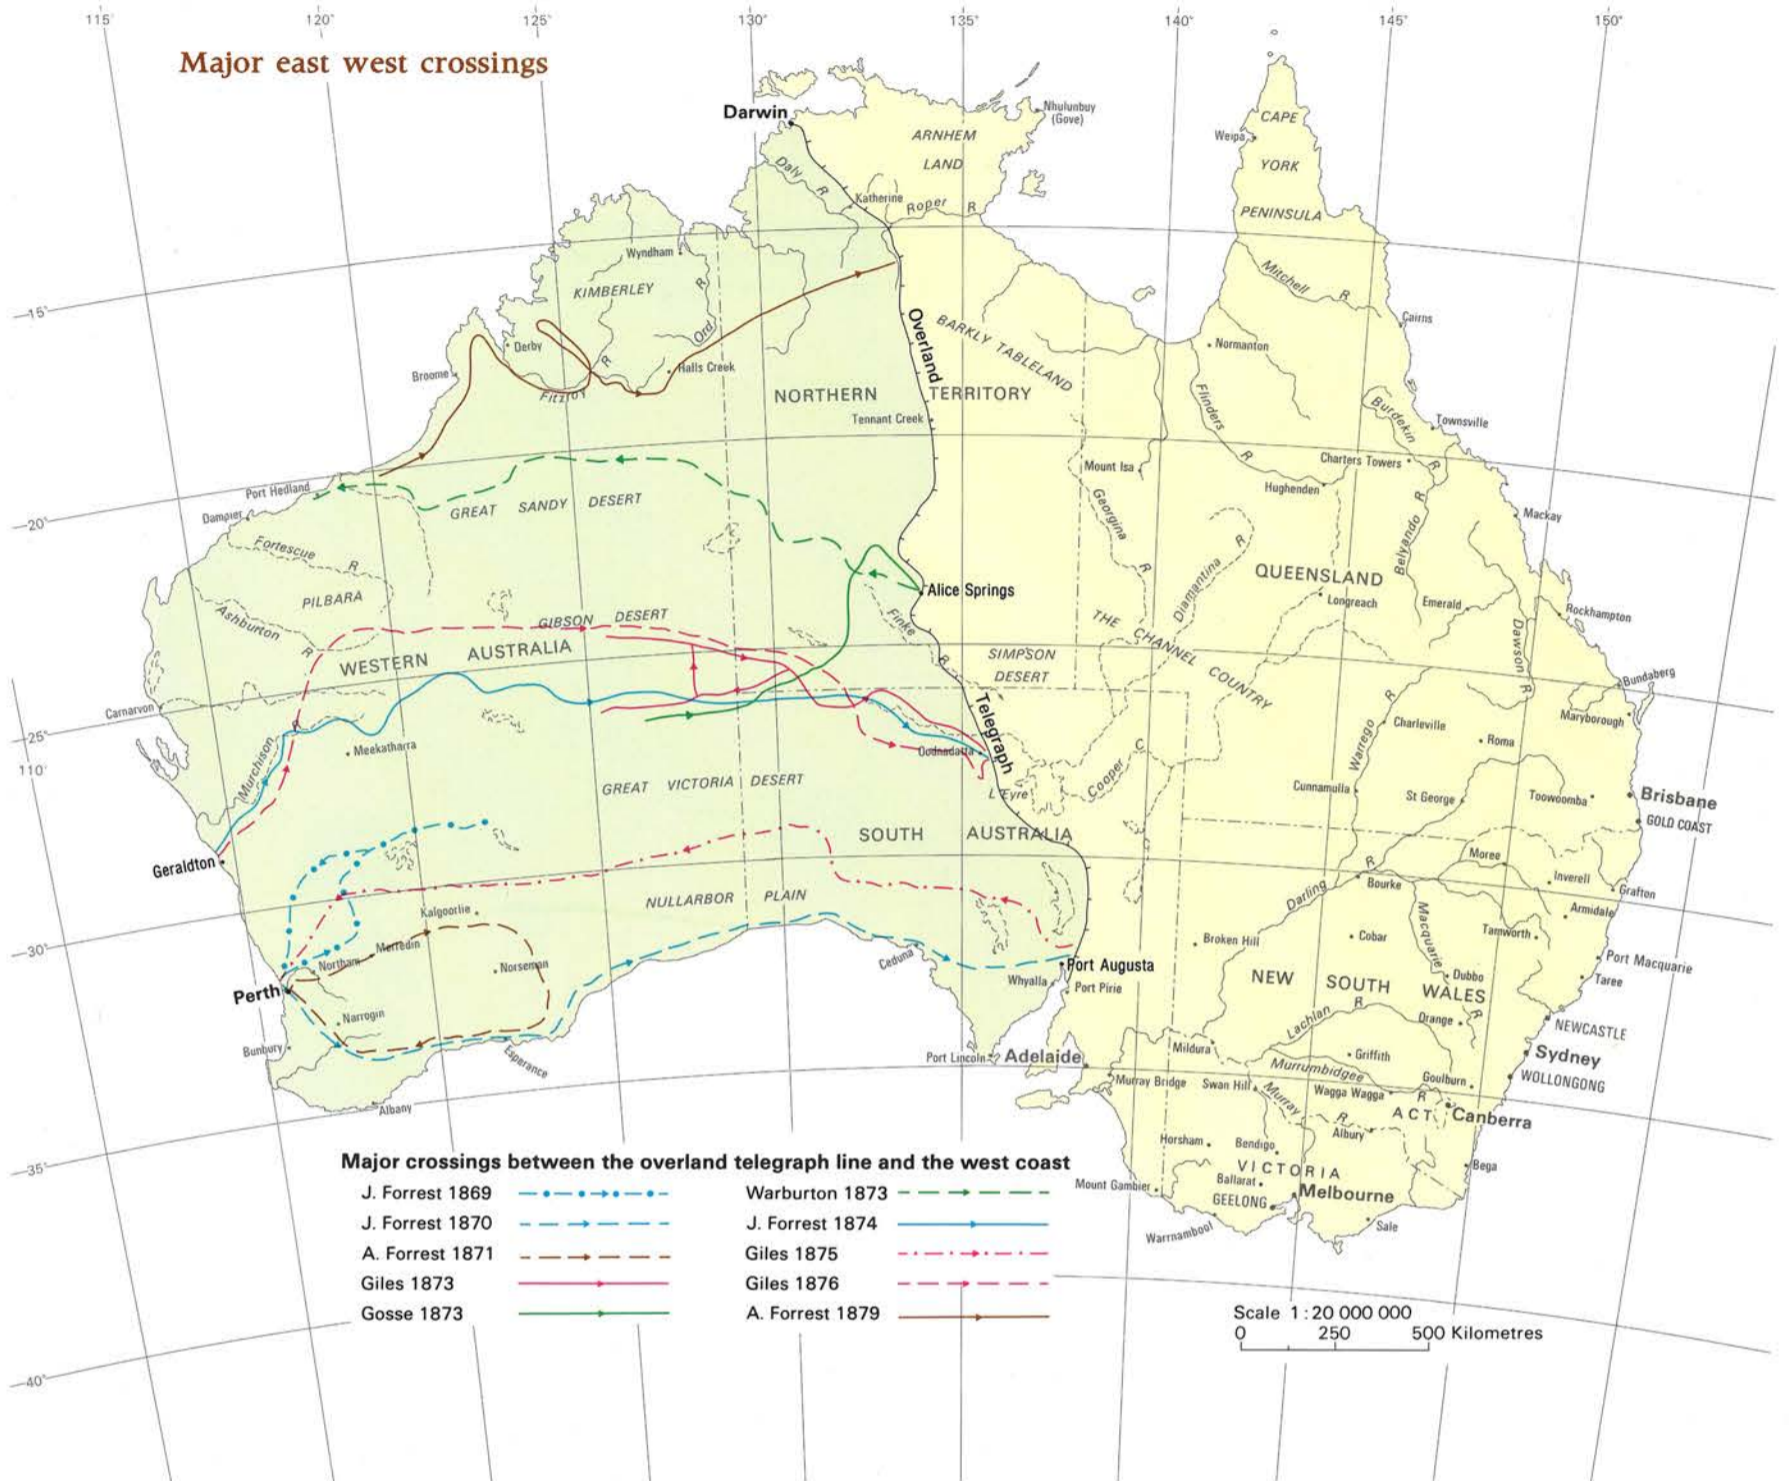 115° 120° 125° 130° 135° 140° 145° 150°
Major east west crossings
Darwin
Nhulunbuy
(Gove)
ARNHEM
LAND
CAPE
YORK
PENINSULA
Weipa
Daly R
Katherine
Roper R
Wyndham
KIMBERLEY
Ord R
Mitchell R
–15°
Cairns
Derby
Broome
Fitzroy R
Halls Creek
Overland
BARKLY TABLELAND
Normanton
NORTHERN TERRITORY
Tennant Creek
Flinders R
Burdekin R
Townsville
Mount Isa
Charters Towers
Hughenden
Port Hedland
Dampier
GREAT SANDY DESERT
–20°
Georgina R
Diamantina R
Belyando R
Mackay
Fortescue R
PILBARA
Ashburton R
GIBSON DESERT
WESTERN AUSTRALIA
Alice Springs
Finke R
QUEENSLAND
Longreach
Emerald
Rockhampton
Dawson R
THE CHANNEL COUNTRY
SIMPSON
DESERT
Bundaberg
Maryborough
Carnarvon
–25°
110°
Murchison R
Meekatharra
Telegraph
Oodnadatta
L Eyre
Cooper C
Warrego R
Charleville
Roma
Cunnamulla
St George
Toowoomba
Brisbane
GOLD COAST
GREAT VICTORIA DESERT
SOUTH AUSTRALIA
Geraldton
Moree
Inverell
Grafton
Bourke
Darling R
Armidale
NULLARBOR PLAIN
Kalgoorlie
Merredin
Northam
Norseman
Macquarie R
Tamworth
Cobar
Broken Hill
–30°
Ceduna
Port Augusta
Whyalla
Port Pirie
Perth
Narrogin
Bunbury
Esperance
Albany
Port Macquarie
Taree
Dubbo
NEW SOUTH WALES
Lachlan R
Orange
NEWCASTLE
Sydney
WOLLONGONG
Mildura
Griffith
Port Lincoln
Adelaide
Murray Bridge
Swan Hill
Murrumbidgee R
Wagga Wagga
Goulburn
ACT
Canberra
Murray R
Albury
–35°
Horsham
Bendigo
VICTORIA
Ballarat
GEELONG
Melbourne
Mount Gambier
Warrnambool
Sale
Bega
Major crossings between the overland telegraph line and the west coast
J. Forrest 1869
J. Forrest 1870
A. Forrest 1871
Giles 1873
Gosse 1873
Warburton 1873
J. Forrest 1874
Giles 1875
Giles 1876
A. Forrest 1879
Scale 1:20 000 000
0 250 500 Kilometres
–40°